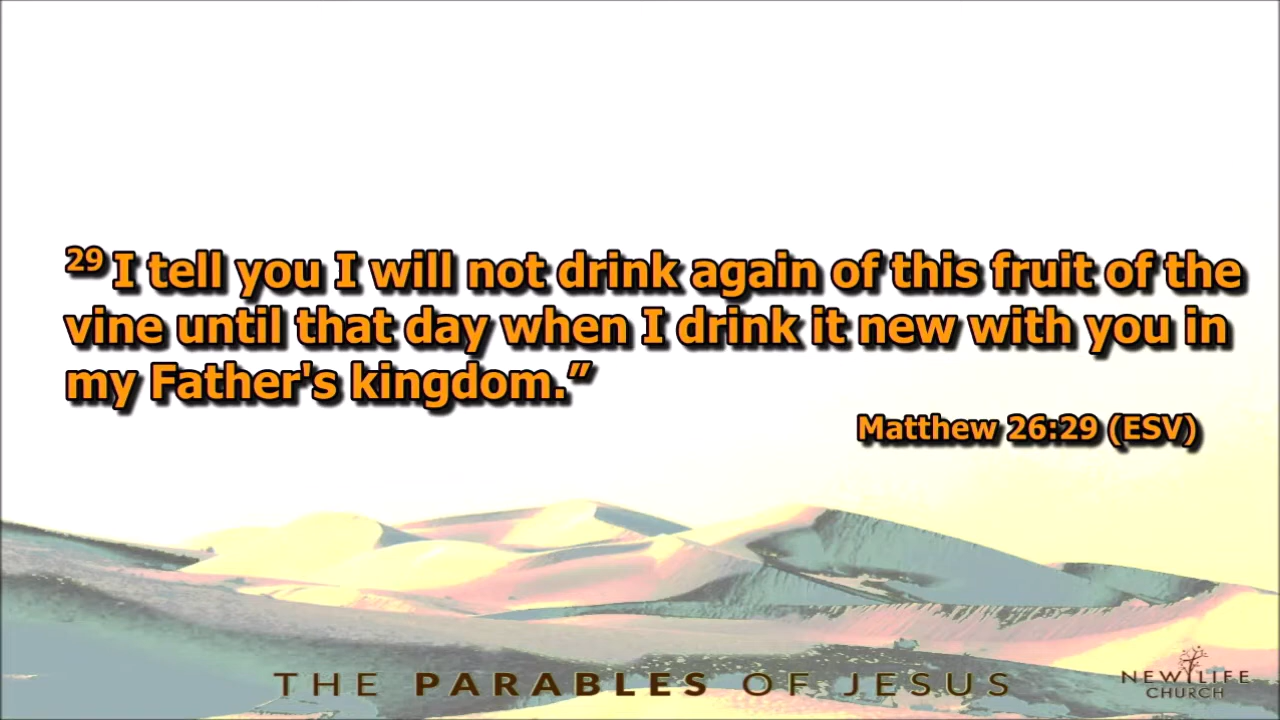 29 I tell you I will not drink again of this fruit of the
vine until that day when I drink it new with you in
my Father's kingdom.”
Matthew 26:29 (ESV)
THE PARABLES OF JESUS
NEW LIFE
CHURCH